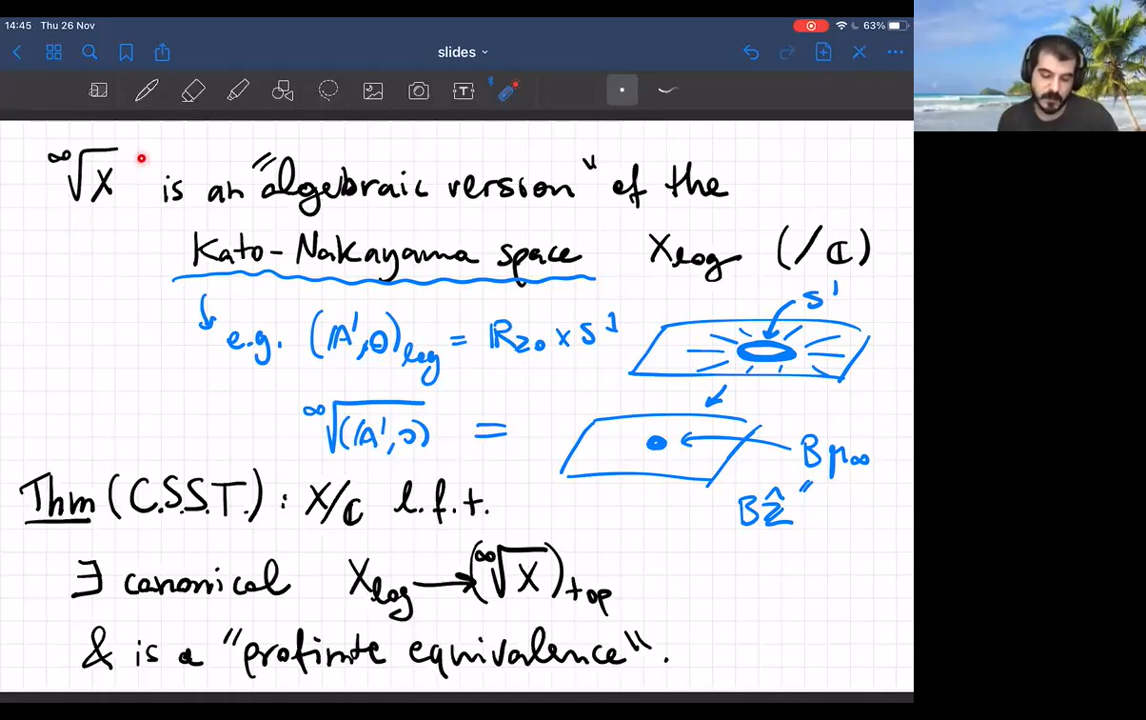 14:45 Thu 26 Nov 63%
slides
∞√X is an "algebraic version" of the
Kato-Nakayama space X_log (/ℂ)
S¹
e.g. (𝔸¹,0)_log = ℝ≥0 × S¹
∞√(𝔸¹,0) =
Bμ∞
Bẑ"
Thm (C.S.S.T.): X/ℂ l.f.t.
∃ canonical X_log → (∞√X)_top
& is a "profinite equivalence".